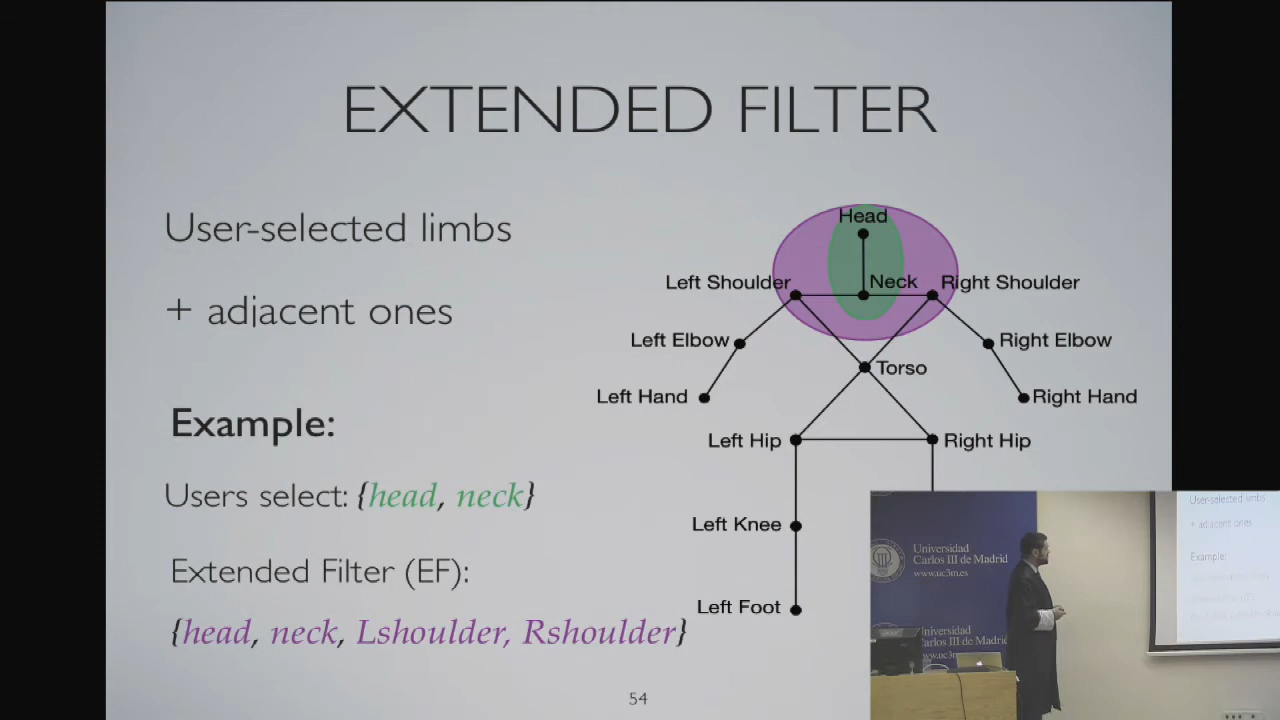 EXTENDED FILTER
User-selected limbs
+ adjacent ones
Example:
Users select: {head, neck}
Extended Filter (EF):
{head, neck, Lshoulder, Rshoulder}
Head
Left Shoulder
Neck
Right Shoulder
Left Elbow
Right Elbow
Torso
Left Hand
Right Hand
Left Hip
Right Hip
Left Knee
Left Foot
54
Universidad
Carlos III de Madrid
www.uc3m.es
Universidad
Carlos III de Madrid
User-selected limbs
+ adjacent ones
Example: